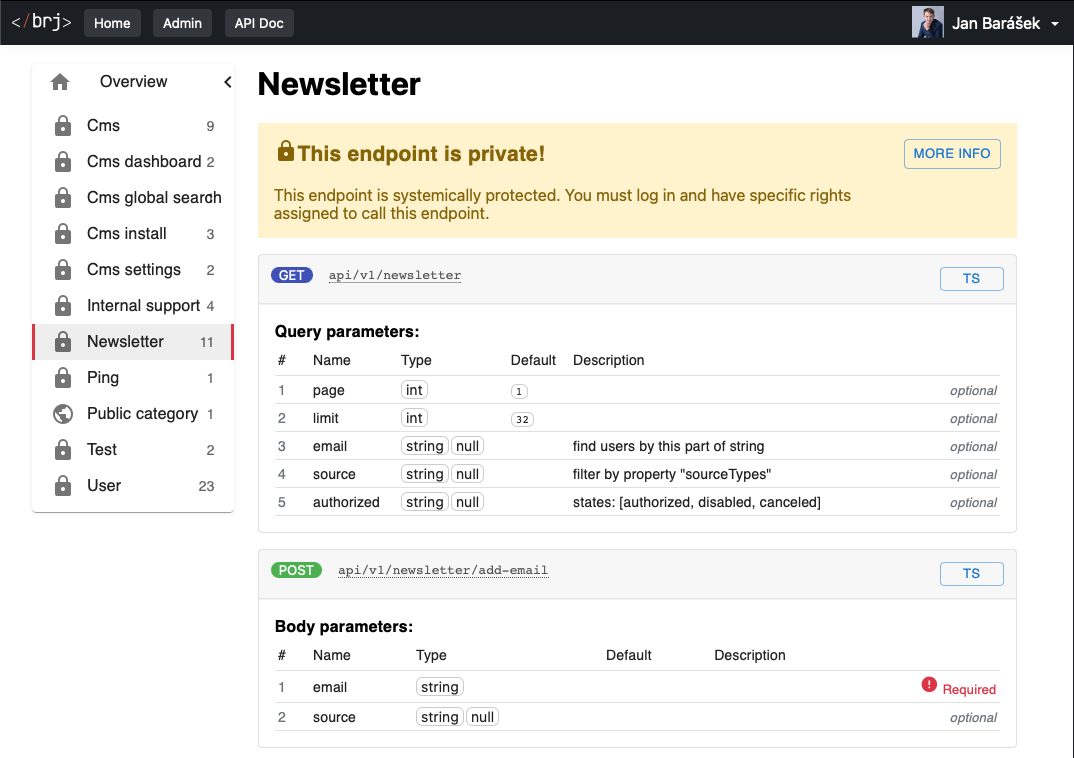 </brj> Home Admin API Doc Jan Barášek
Overview
Cms 9
Cms dashboard 2
Cms global search
Cms install 3
Cms settings 2
Internal support 4
Newsletter 11
Ping 1
Public category 1
Test 2
User 23
Newsletter
This endpoint is private!
MORE INFO
This endpoint is systemically protected. You must log in and have specific rights
assigned to call this endpoint.
GET api/v1/newsletter TS
Query parameters:
# Name Type Default Description
1 page int 1 optional
2 limit int 32 optional
3 email string null find users by this part of string optional
4 source string null filter by property "sourceTypes" optional
5 authorized string null states: [authorized, disabled, canceled] optional
POST api/v1/newsletter/add-email TS
Body parameters:
# Name Type Default Description
1 email string Required
2 source string null optional